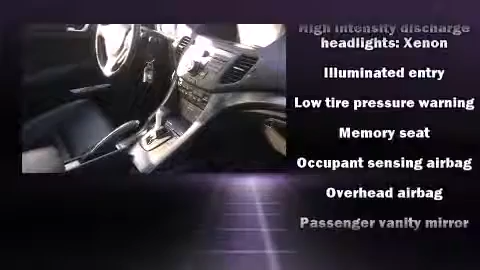 High intensity discharge
headlights: Xenon
Illuminated entry
Low tire pressure warning
Memory seat
Occupant sensing airbag
Overhead airbag
Passenger vanity mirror